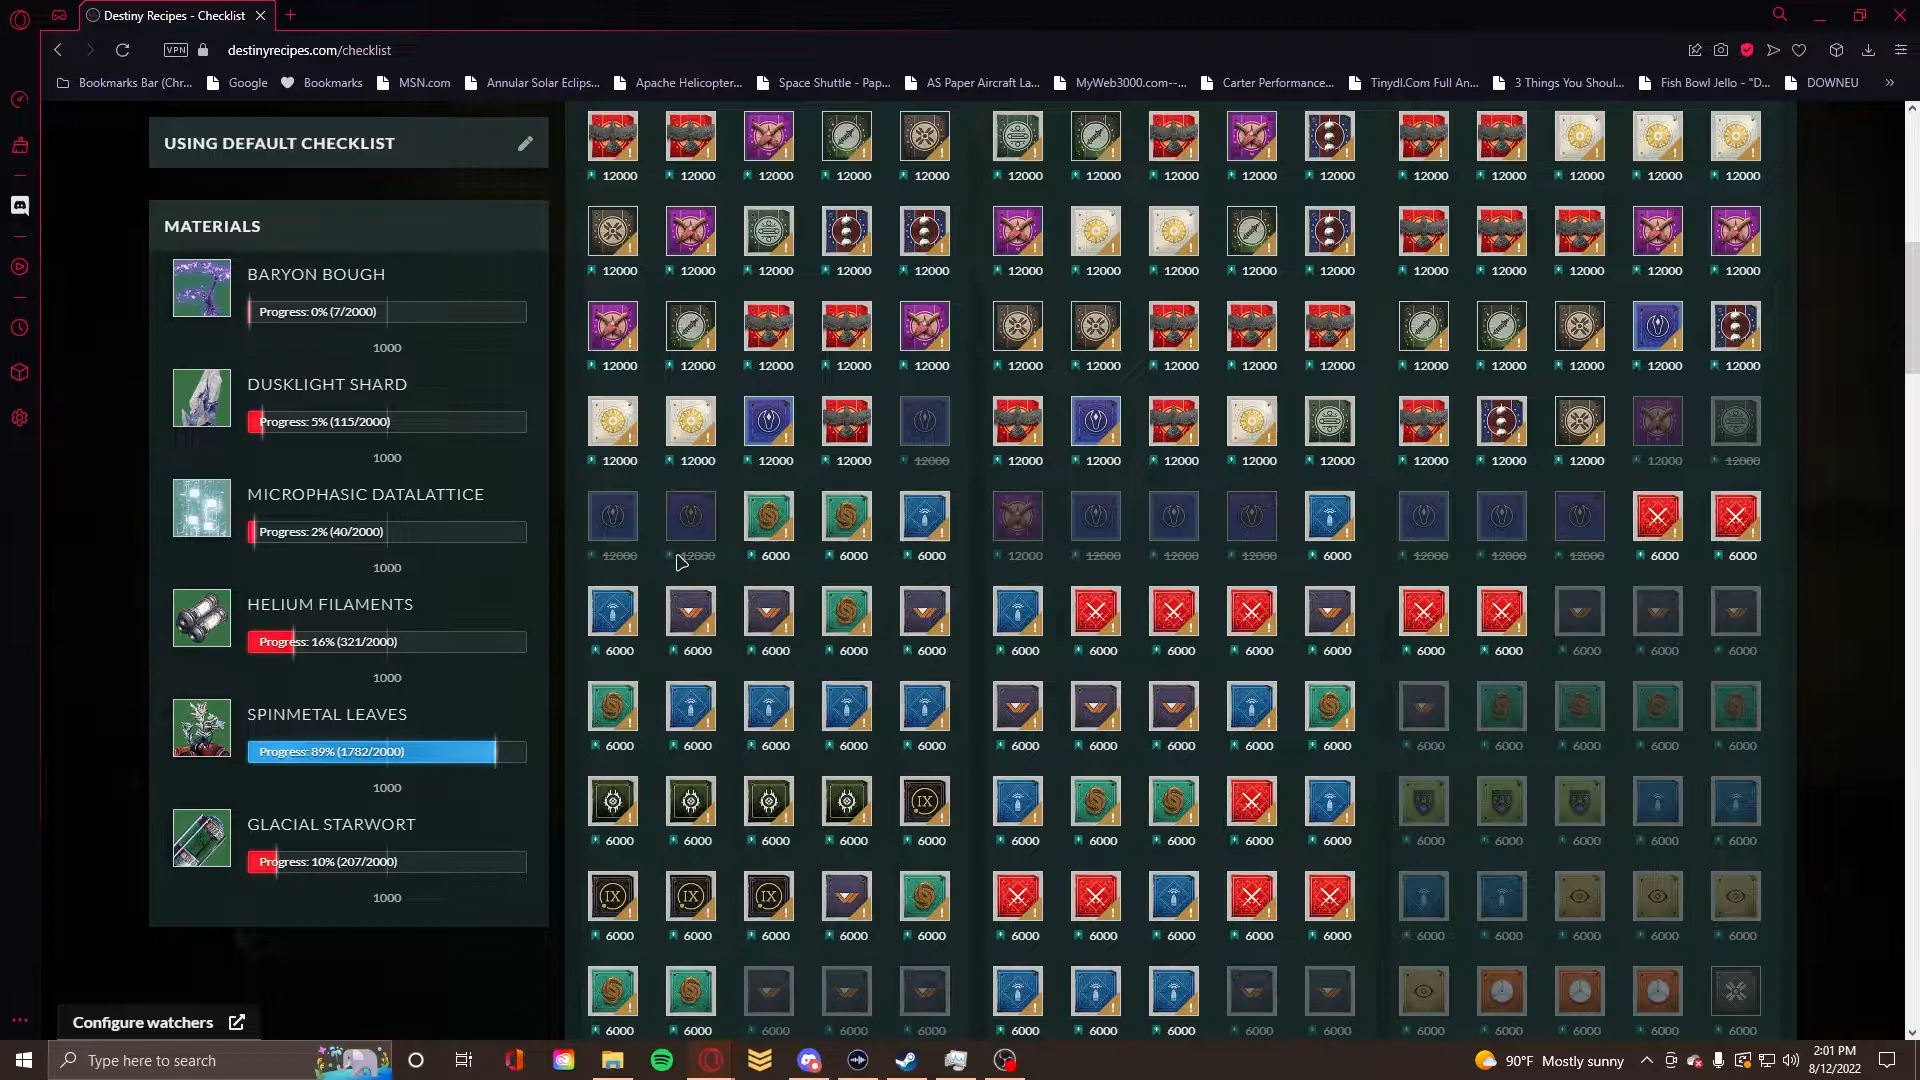 Destiny Recipes - Checklist
VPN destinyrecipes.com/checklist
Bookmarks Bar (Chr... Google Bookmarks MSN.com Annular Solar Eclips... Apache Helicopter... Space Shuttle - Pap... AS Paper Aircraft La... MyWeb3000.com--... Carter Performance... Tinydl.Com Full An... 3 Things You Shoul... Fish Bowl Jello - "D... DOWNEU »
USING DEFAULT CHECKLIST
MATERIALS
BARYON BOUGH
Progress: 0% (7/2000)
1000
DUSKLIGHT SHARD
Progress: 5% (115/2000)
1000
MICROPHASIC DATALATTICE
Progress: 2% (40/2000)
1000
HELIUM FILAMENTS
Progress: 16% (321/2000)
1000
SPINMETAL LEAVES
Progress: 89% (1782/2000)
1000
GLACIAL STARWORT
Progress: 10% (207/2000)
1000
Configure watchers
12000 12000 12000 12000 12000 12000 12000 12000 12000 12000 12000 12000 12000 12000 12000
12000 12000 12000 12000 12000 12000 12000 12000 12000 12000 12000 12000 12000 12000 12000
12000 12000 12000 12000 12000 12000 12000 12000 12000 12000 12000 12000 12000 12000 12000
12000 12000 12000 12000 12000 12000 12000 12000 12000 12000 12000 12000 12000 12000 12000
12000 12000 6000 6000 6000 12000 12000 12000 12000 6000 12000 12000 12000 6000 6000
6000 6000 6000 6000 6000 6000 6000 6000 6000 6000 6000 6000 6000 6000 6000
6000 6000 6000 6000 6000 6000 6000 6000 6000 6000 6000 6000 6000 6000 6000
6000 6000 6000 6000 6000 6000 6000 6000 6000 6000 6000 6000 6000 6000 6000
IX
IX IX IX
6000 6000 6000 6000 6000 6000 6000 6000 6000 6000 6000 6000 6000 6000 6000
6000 6000 6000 6000 6000 6000 6000 6000 6000 6000 6000 6000 6000 6000 6000
Type here to search
90°F Mostly sunny
2:01 PM
8/12/2022